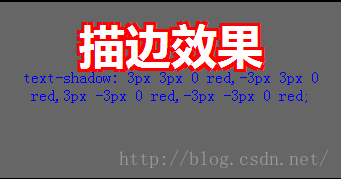 描边效果
text-shadow: 3px 3px 0 red,-3px 3px 0
red,3px -3px 0 red,-3px -3px 0 red;
http://blog.csdn.net/